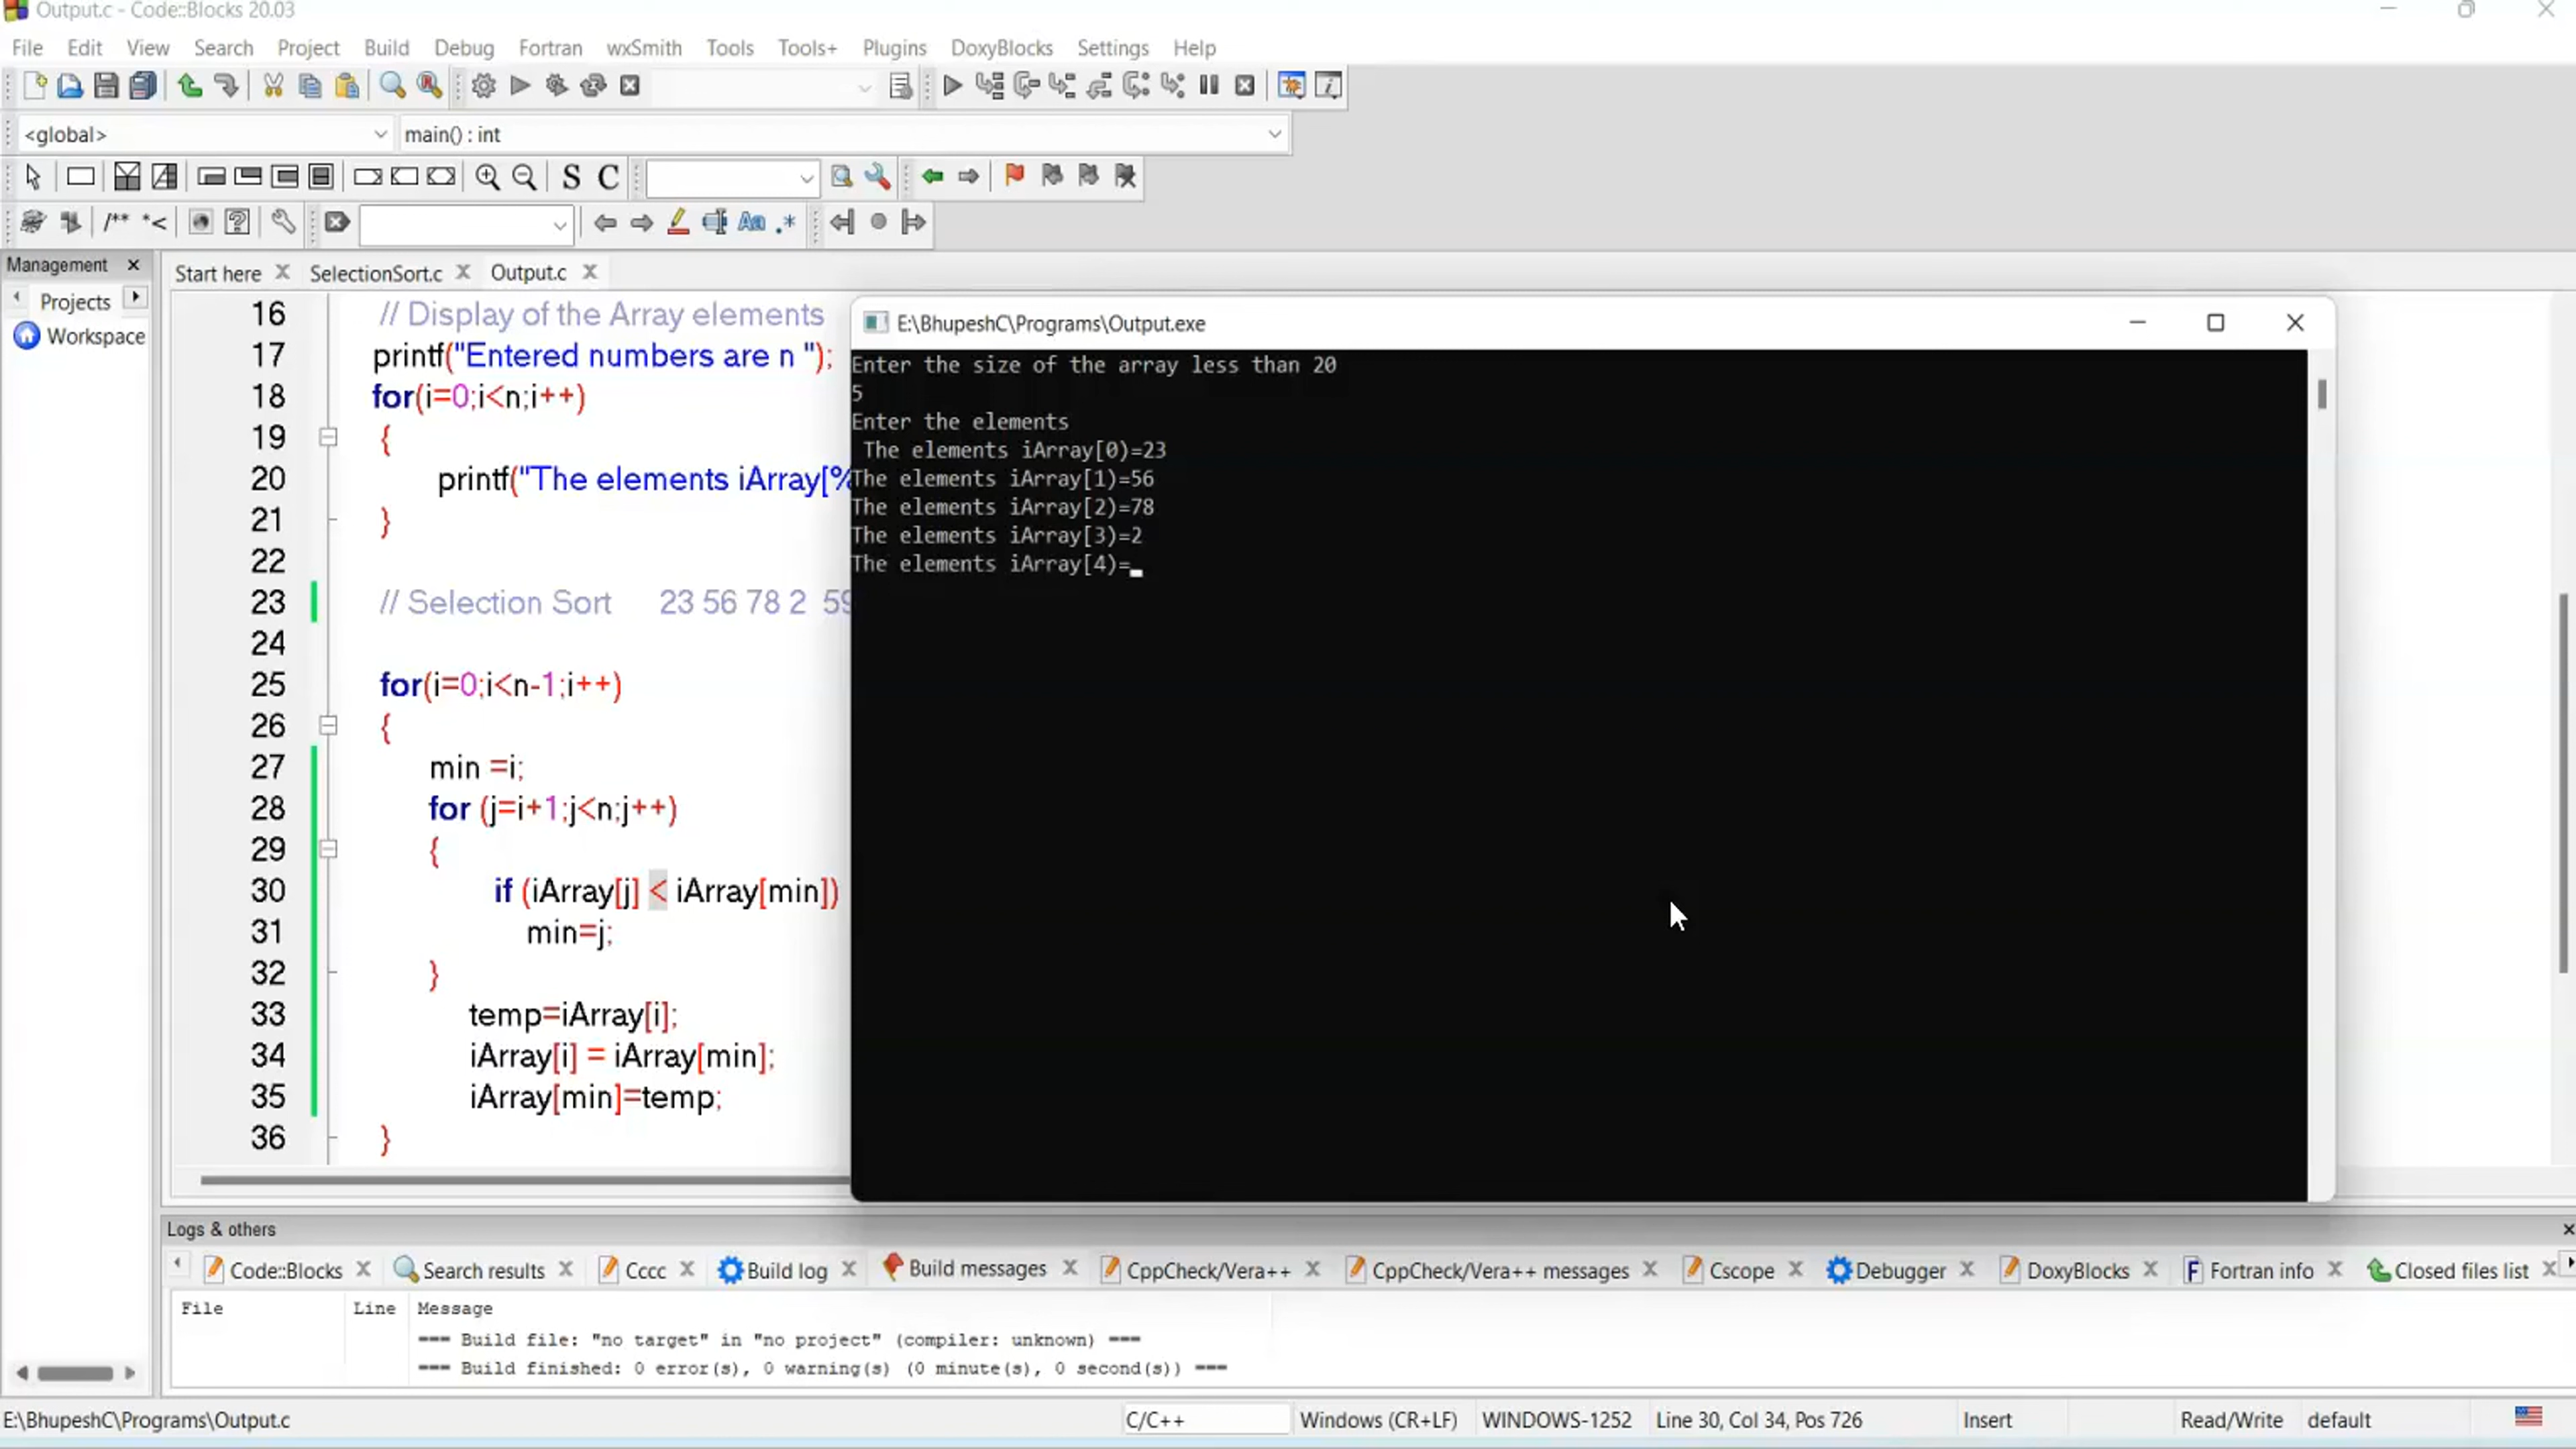 Output.c - Code::Blocks 20.03
File Edit View Search Project Build Debug Fortran wxSmith Tools Tools+ Plugins DoxyBlocks Settings Help
<global> main() : int
S C
/** *< Aa .*
Management
Start here SelectionSort.c Output.c
Projects
Workspace
16 // Display of the Array elements
17 printf("Entered numbers are n ");
18 for(i=0;i<n;i++)
19 {
20 printf("The elements iArray[%
21 }
22
23 // Selection Sort 23 56 78 2 59
24
25 for(i=0;i<n-1;i++)
26 {
27 min =i;
28 for (j=i+1;j<n;j++)
29 {
30 if (iArray[j] < iArray[min])
31 min=j;
32 }
33 temp=iArray[i];
34 iArray[i] = iArray[min];
35 iArray[min]=temp;
36 }
E:\BhupeshC\Programs\Output.exe
Enter the size of the array less than 20
5
Enter the elements
The elements iArray[0)=23
The elements iArray[1)=56
The elements iArray[2)=78
The elements iArray[3)=2
The elements iArray[4)=
Logs & others
Code::Blocks Search results Cccc Build log Build messages CppCheck/Vera++ CppCheck/Vera++ messages Cscope Debugger DoxyBlocks Fortran info Closed files list
File Line Message
=== Build file: "no target" in "no project" (compiler: unknown) ===
=== Build finished: 0 error(s), 0 warning(s) (0 minute(s), 0 second(s)) ===
E:\BhupeshC\Programs\Output.c C/C++ Windows (CR+LF) WINDOWS-1252 Line 30, Col 34, Pos 726 Insert Read/Write default